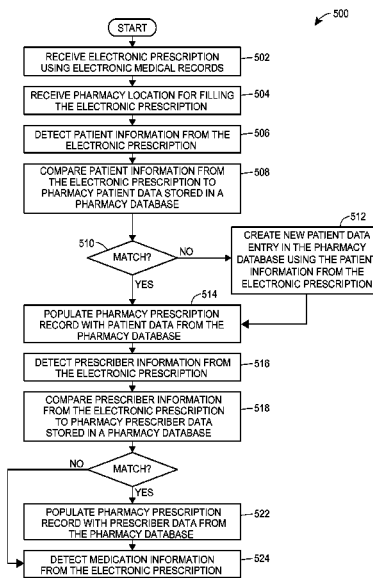 500
START
RECEIVE ELECTRONIC PRESCRIPTION
USING ELECTRONIC MEDICAL RECORDS
502
RECEIVE PHARMACY LOCATION FOR FILLING
THE ELECTRONIC PRESCRIPTION
504
DETECT PATIENT INFORMATION FROM THE
ELECTRONIC PRESCRIPTION
506
COMPARE PATIENT INFORMATION FROM
THE ELECTRONIC PRESCRIPTION TO
PHARMACY PATIENT DATA STORED IN A
PHARMACY DATABASE
508
510
MATCH?
NO
YES
512
CREATE NEW PATIENT DATA
ENTRY IN THE PHARMACY
DATABASE USING THE PATIENT
INFORMATION FROM THE
ELECTRONIC PRESCRIPTION
514
POPULATE PHARMACY PRESCRIPTION
RECORD WITH PATIENT DATA FROM THE
PHARMACY DATABASE
DETECT PRESCRIBER INFORMATION FROM
THE ELECTRONIC PRESCRIPTION
516
COMPARE PRESCRIBER INFORMATION
FROM THE ELECTRONIC PRESCRIPTION
TO PHARMACY PRESCRIBER DATA
STORED IN A PHARMACY DATABASE
518
NO
MATCH?
YES
POPULATE PHARMACY PRESCRIPTION
RECORD WITH PRESCRIBER DATA FROM
THE PHARMACY DATABASE
522
DETECT MEDICATION INFORMATION
FROM THE ELECTRONIC PRESCRIPTION
524